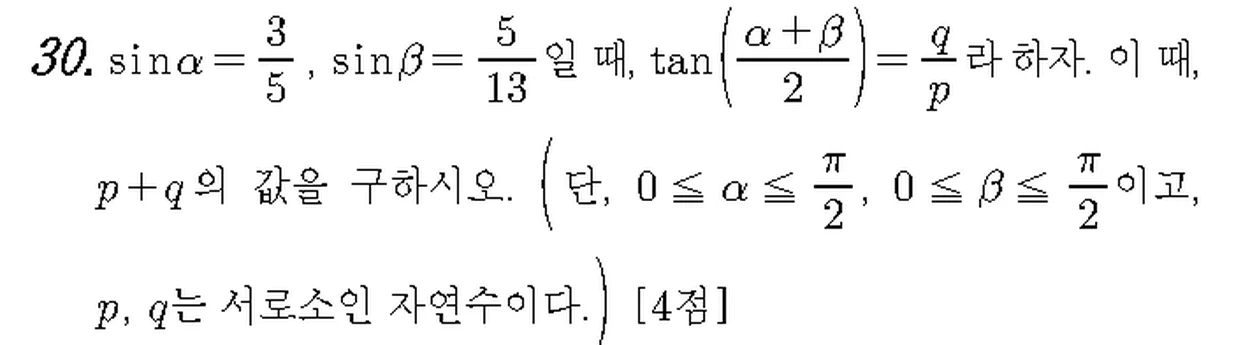 30. sinα = 3/5 , sinβ = 5/13 일 때, tan((α+β)/2) = q/p 라 하자. 이 때,
p+q의 값을 구하시오. (단, 0 ≦ α ≦ π/2, 0 ≦ β ≦ π/2 이고,
p, q는 서로소인 자연수이다.) [4점]